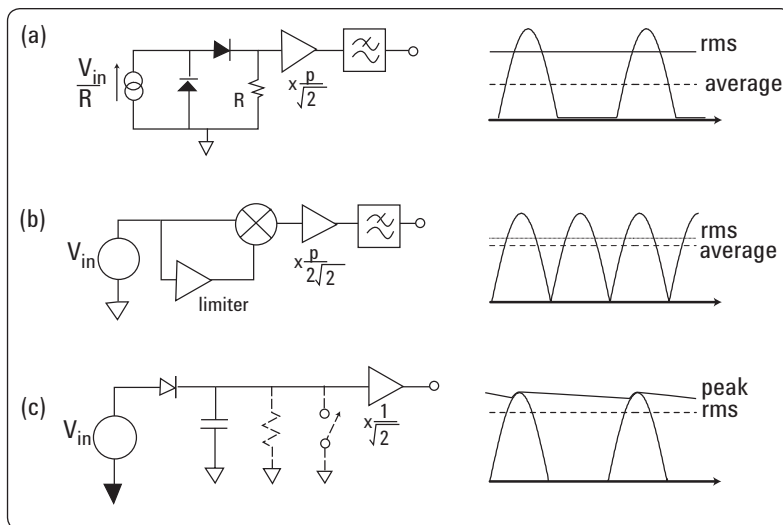 (a)
V_in
R
R
x p
√2
rms
average
(b)
V_in
limiter
x p
2√2
rms
average
(c)
V_in
x 1
√2
peak
rms